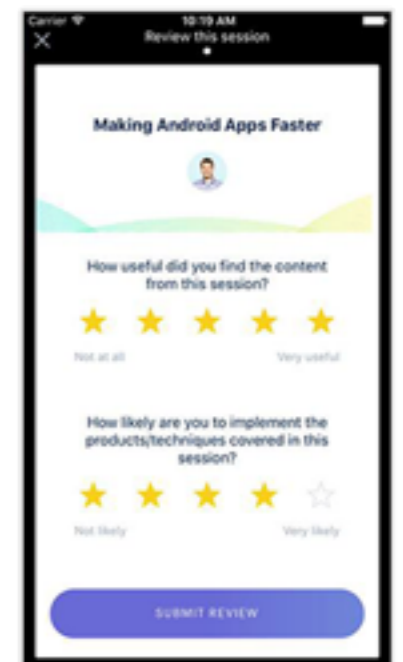 Carrier 10:19 AM
Review this session
Making Android Apps Faster
How useful did you find the content
from this session?
Not at all Very useful
How likely are you to implement the
products/techniques covered in this
session?
Not likely Very likely
SUBMIT REVIEW